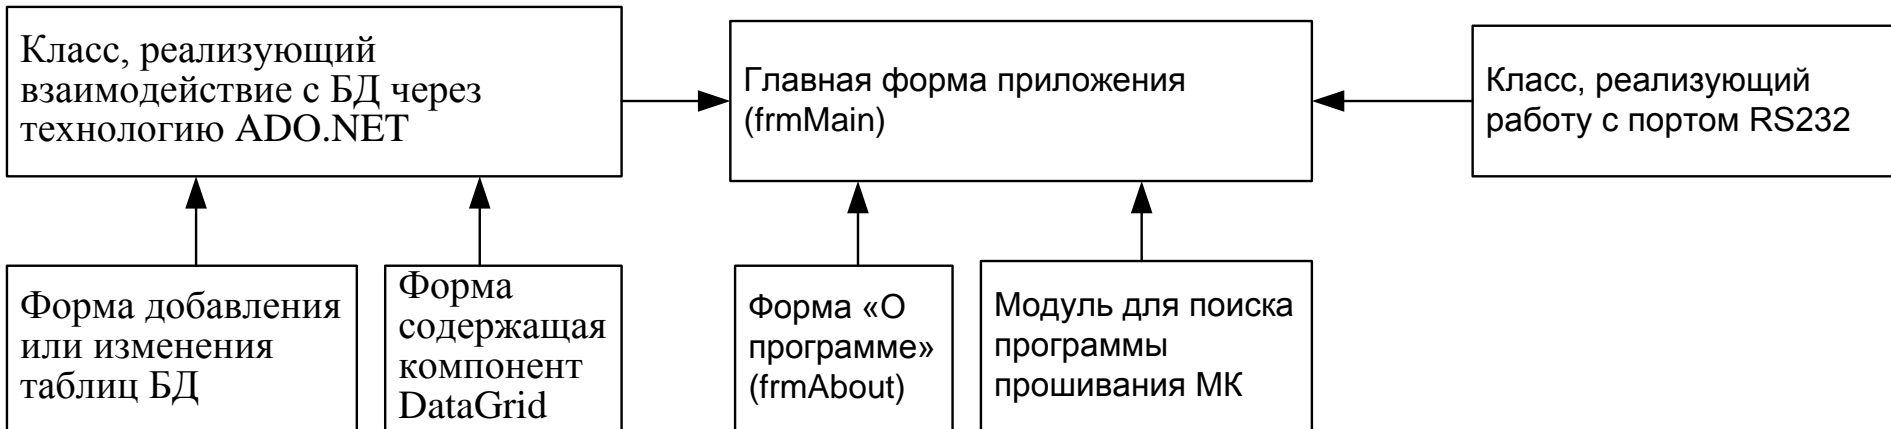 Класс, реализующий
взаимодействие с БД через
технологию ADO.NET
Главная форма приложения
(frmMain)
Класс, реализующий
работу с портом RS232
Форма добавления
или изменения
таблиц БД
Форма
содержащая
компонент
DataGrid
Форма «О
программе»
(frmAbout)
Модуль для поиска
программы
прошивания МК